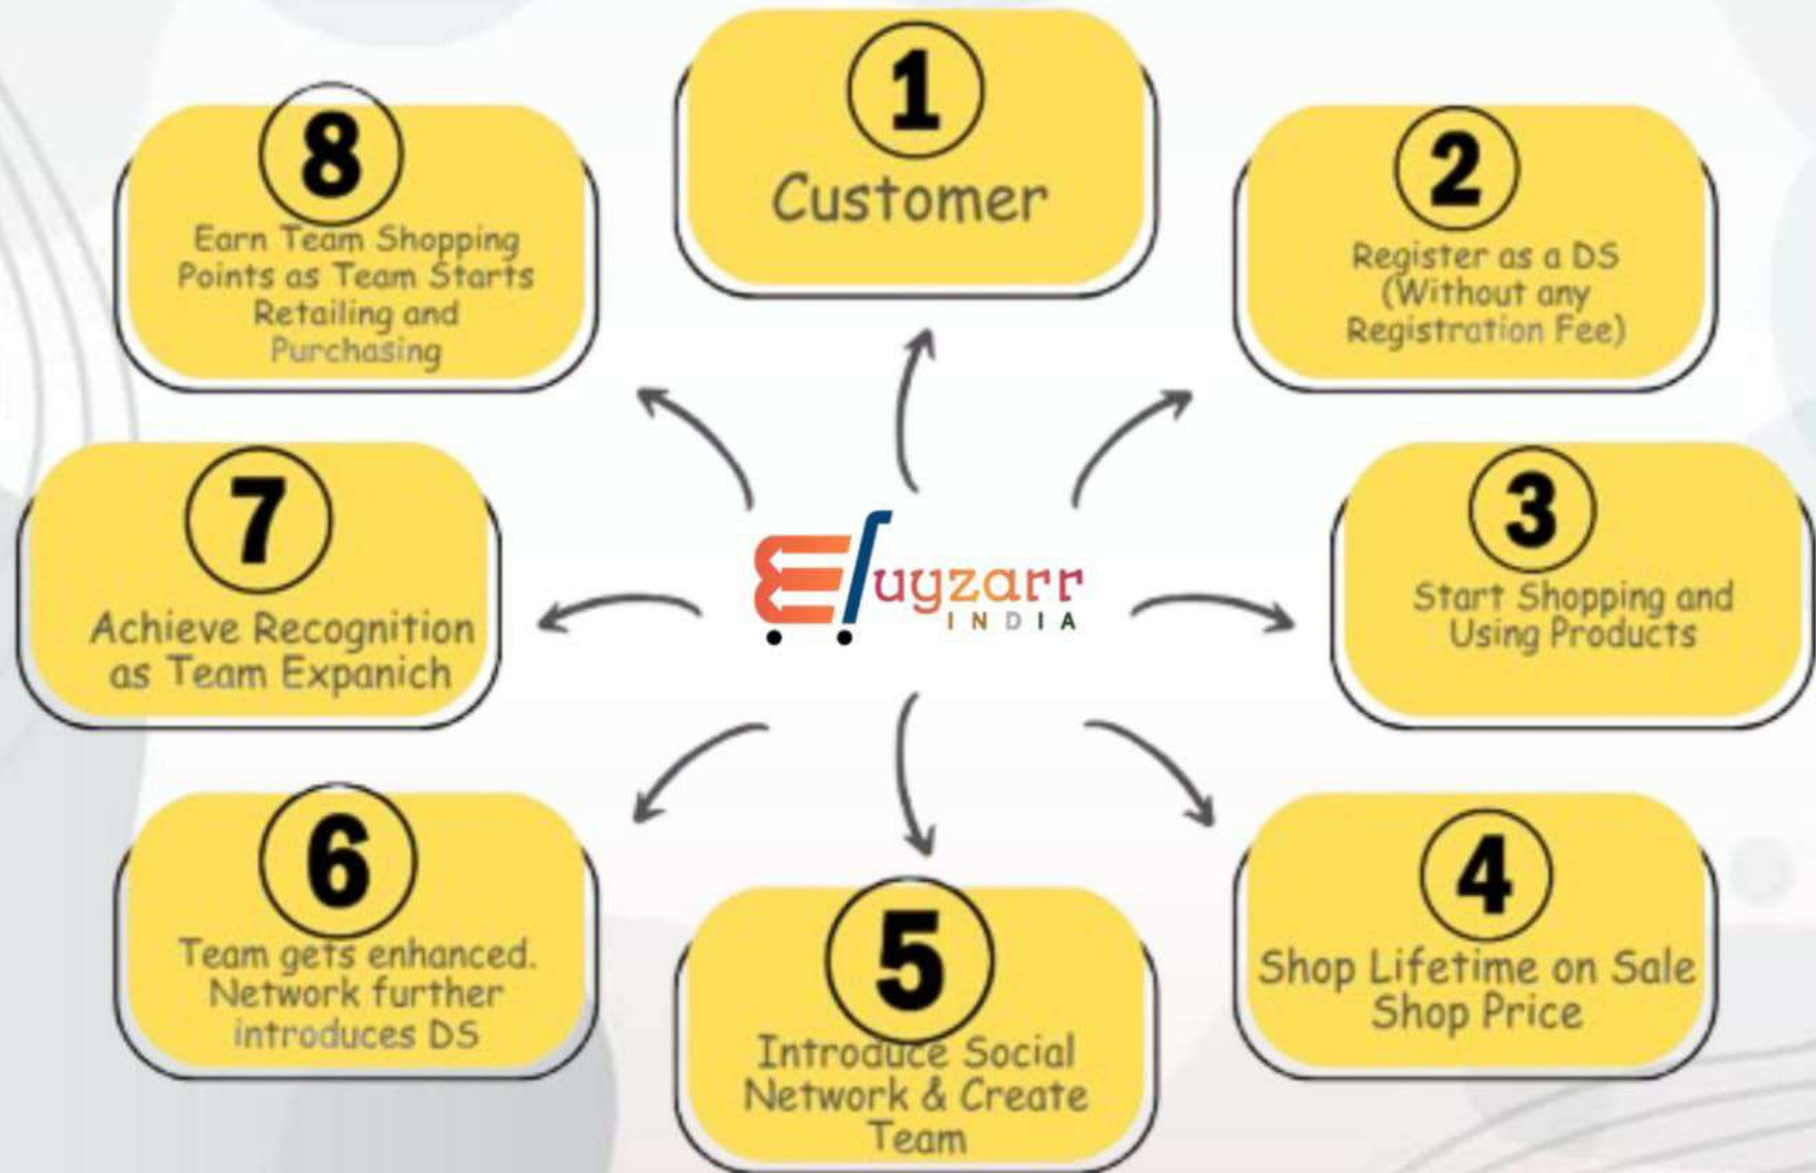 1
Customer
2
Register as a DS
(Without any
Registration Fee)
3
Start Shopping and
Using Products
4
Shop Lifetime on Sale
Shop Price
5
Introduce Social
Network & Create
Team
6
Team gets enhanced.
Network further
introduces DS
7
Achieve Recognition
as Team Expanich
8
Earn Team Shopping
Points as Team Starts
Retailing and
Purchasing
uyzarr
INDIA